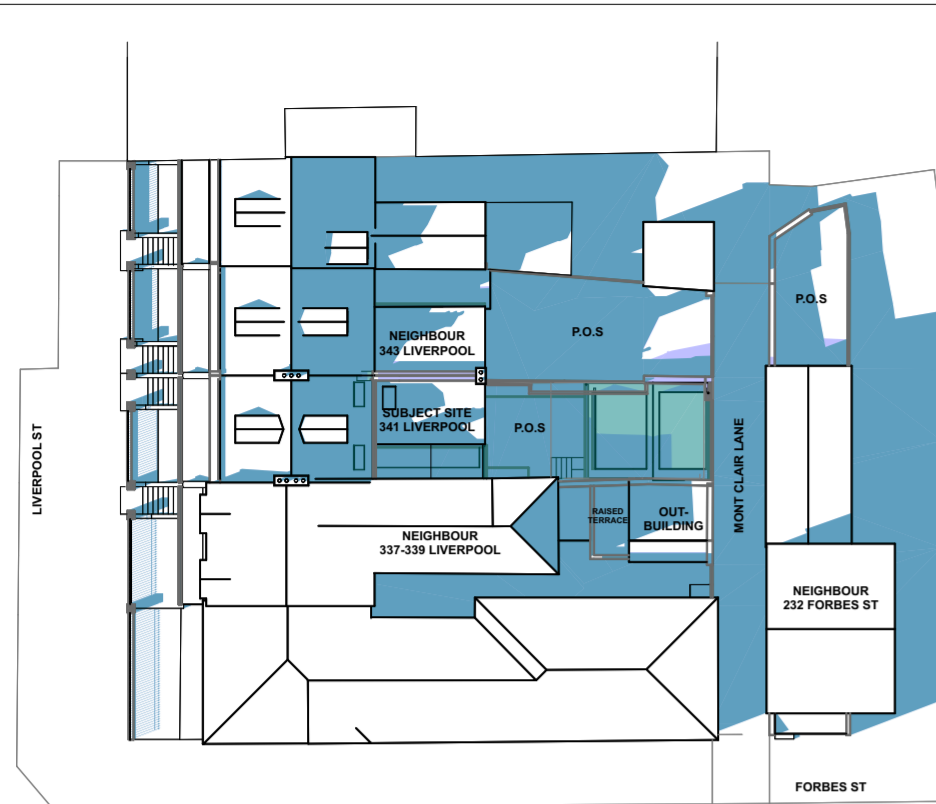 P.O.S
P.O.S
NEIGHBOUR
343 LIVERPOOL
SUBJECT SITE
341 LIVERPOOL
P.O.S
LIVERPOOL ST
MONT CLAIR LANE
RAISED
TERRACE
OUT-
BUILDING
NEIGHBOUR
337-339 LIVERPOOL
NEIGHBOUR
232 FORBES ST
FORBES ST